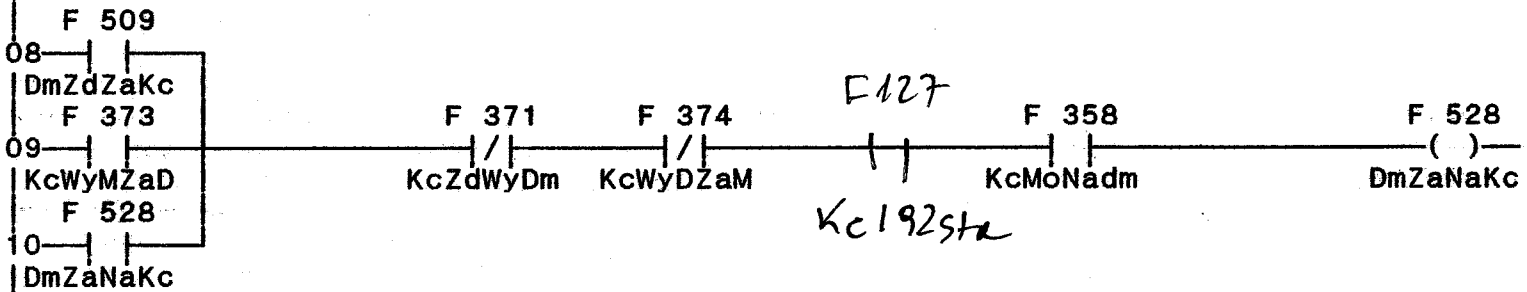 F 509
08
DmZdZaKc
F127
F 373 F 371 F 374 F 358 F 528
09 / / ( )
KcWyMZaD KcZdWyDm KcWyDZaM KcMoNadm DmZaNaKc
F 528
Kc192sta
10
DmZaNaKc